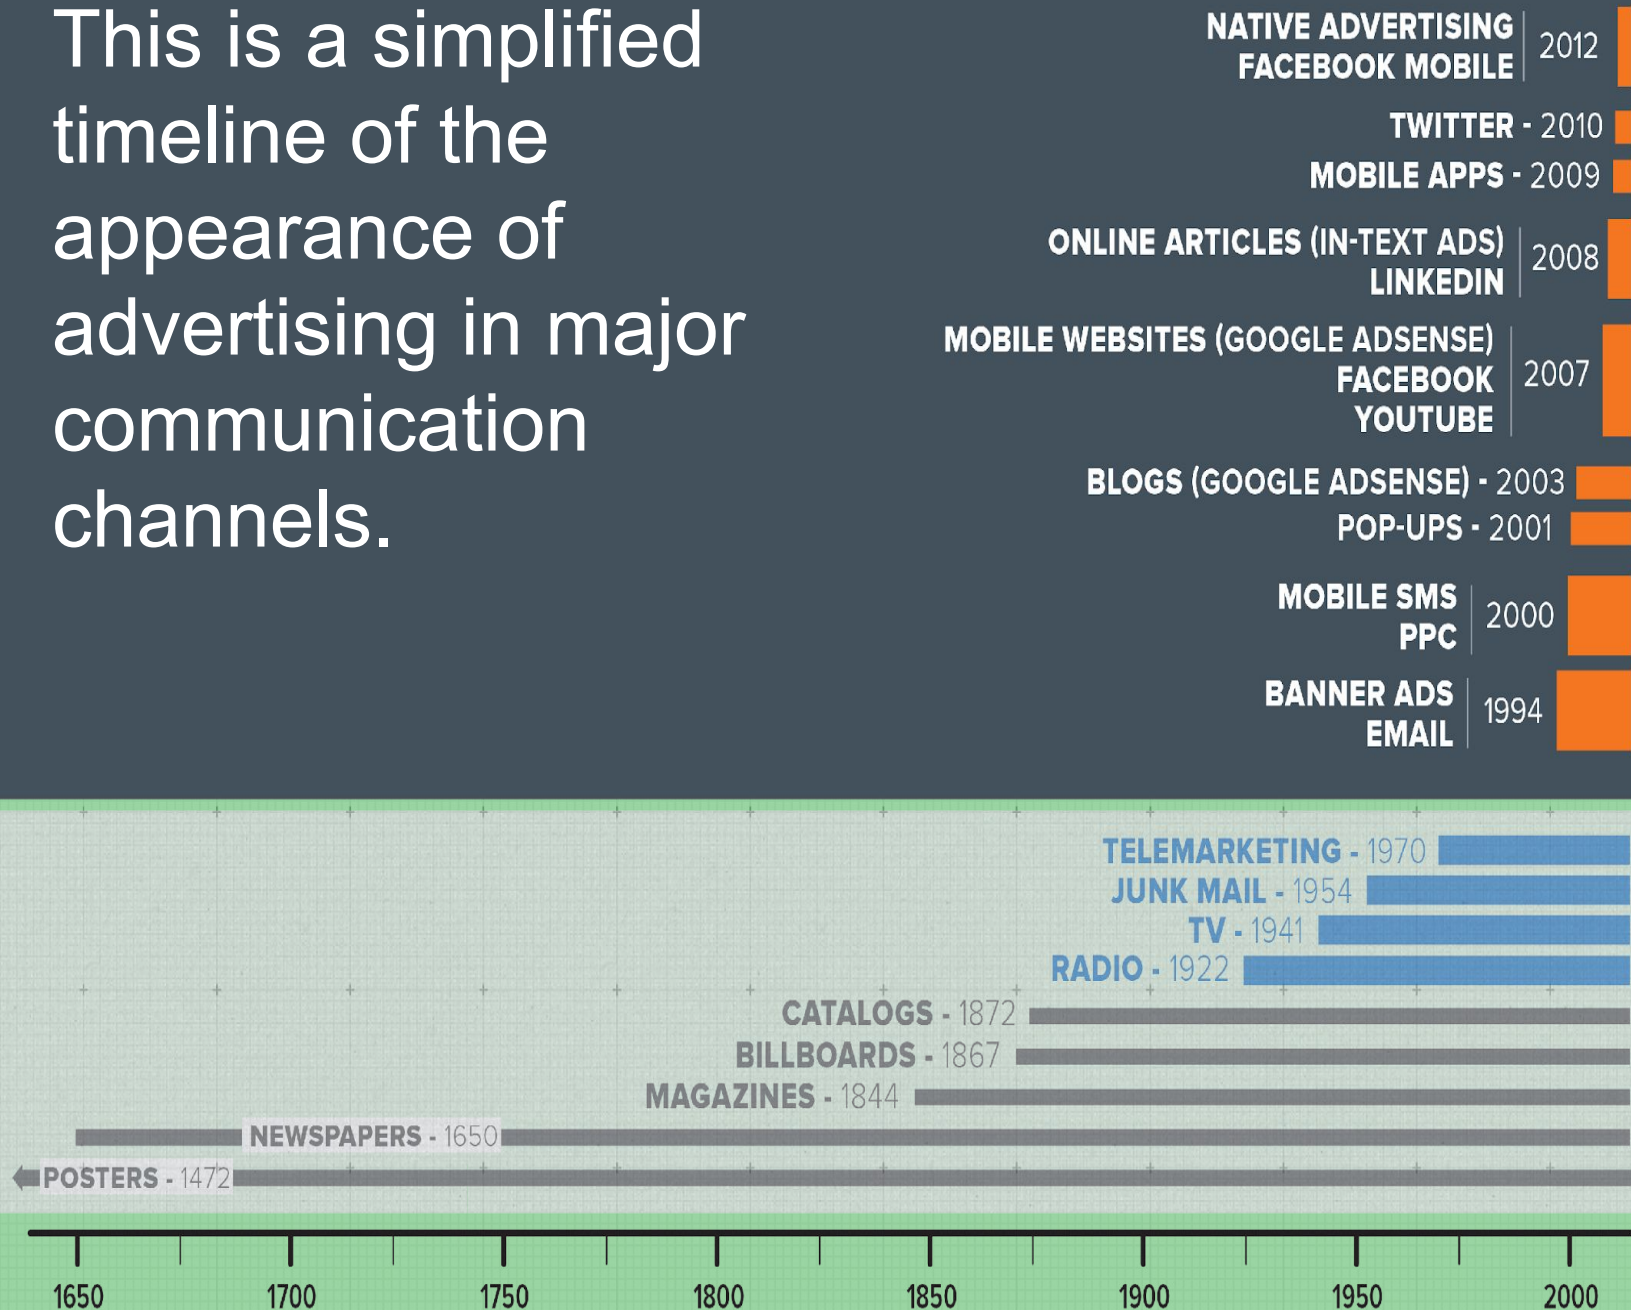 This is a simplified
timeline of the
appearance of
advertising in major
communication
channels.
NATIVE ADVERTISING
FACEBOOK MOBILE
2012
TWITTER - 2010
MOBILE APPS - 2009
ONLINE ARTICLES (IN-TEXT ADS)
LINKEDIN
2008
MOBILE WEBSITES (GOOGLE ADSENSE)
FACEBOOK
YOUTUBE
2007
BLOGS (GOOGLE ADSENSE) - 2003
POP-UPS - 2001
MOBILE SMS
PPC
2000
BANNER ADS
EMAIL
1994
TELEMARKETING - 1970
JUNK MAIL - 1954
TV - 1941
RADIO - 1922
CATALOGS - 1872
BILLBOARDS - 1867
MAGAZINES - 1844
NEWSPAPERS - 1650
POSTERS - 1472
1650 1700 1750 1800 1850 1900 1950 2000